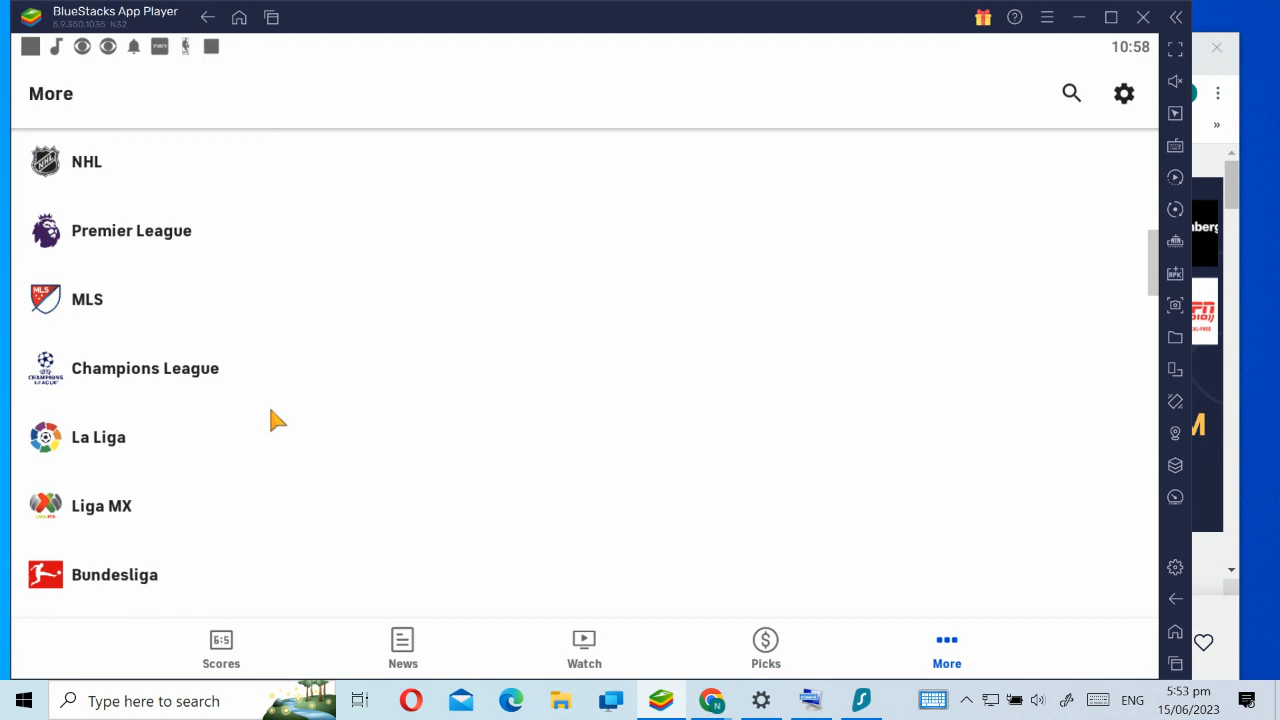 BlueStacks App Player
10:58
More
NHL
Premier League
MLS
Champions League
La Liga
Liga MX
Bundesliga
Scores
News
Watch
Picks
More
Type here to search
ENG
5:53 pm
15/06/2023